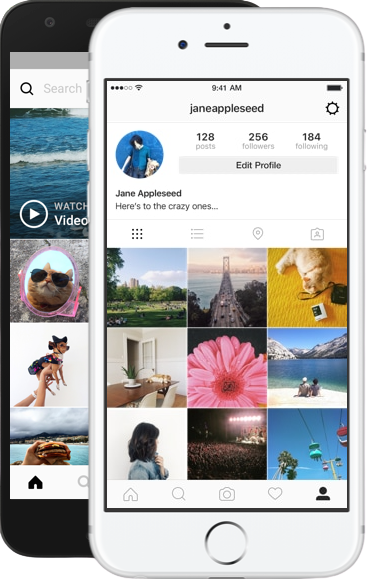 Search
WATCH
Video
9:41 AM
janeappleseed
128
posts
256
followers
184
following
Edit Profile
Jane Appleseed
Here's to the crazy ones...